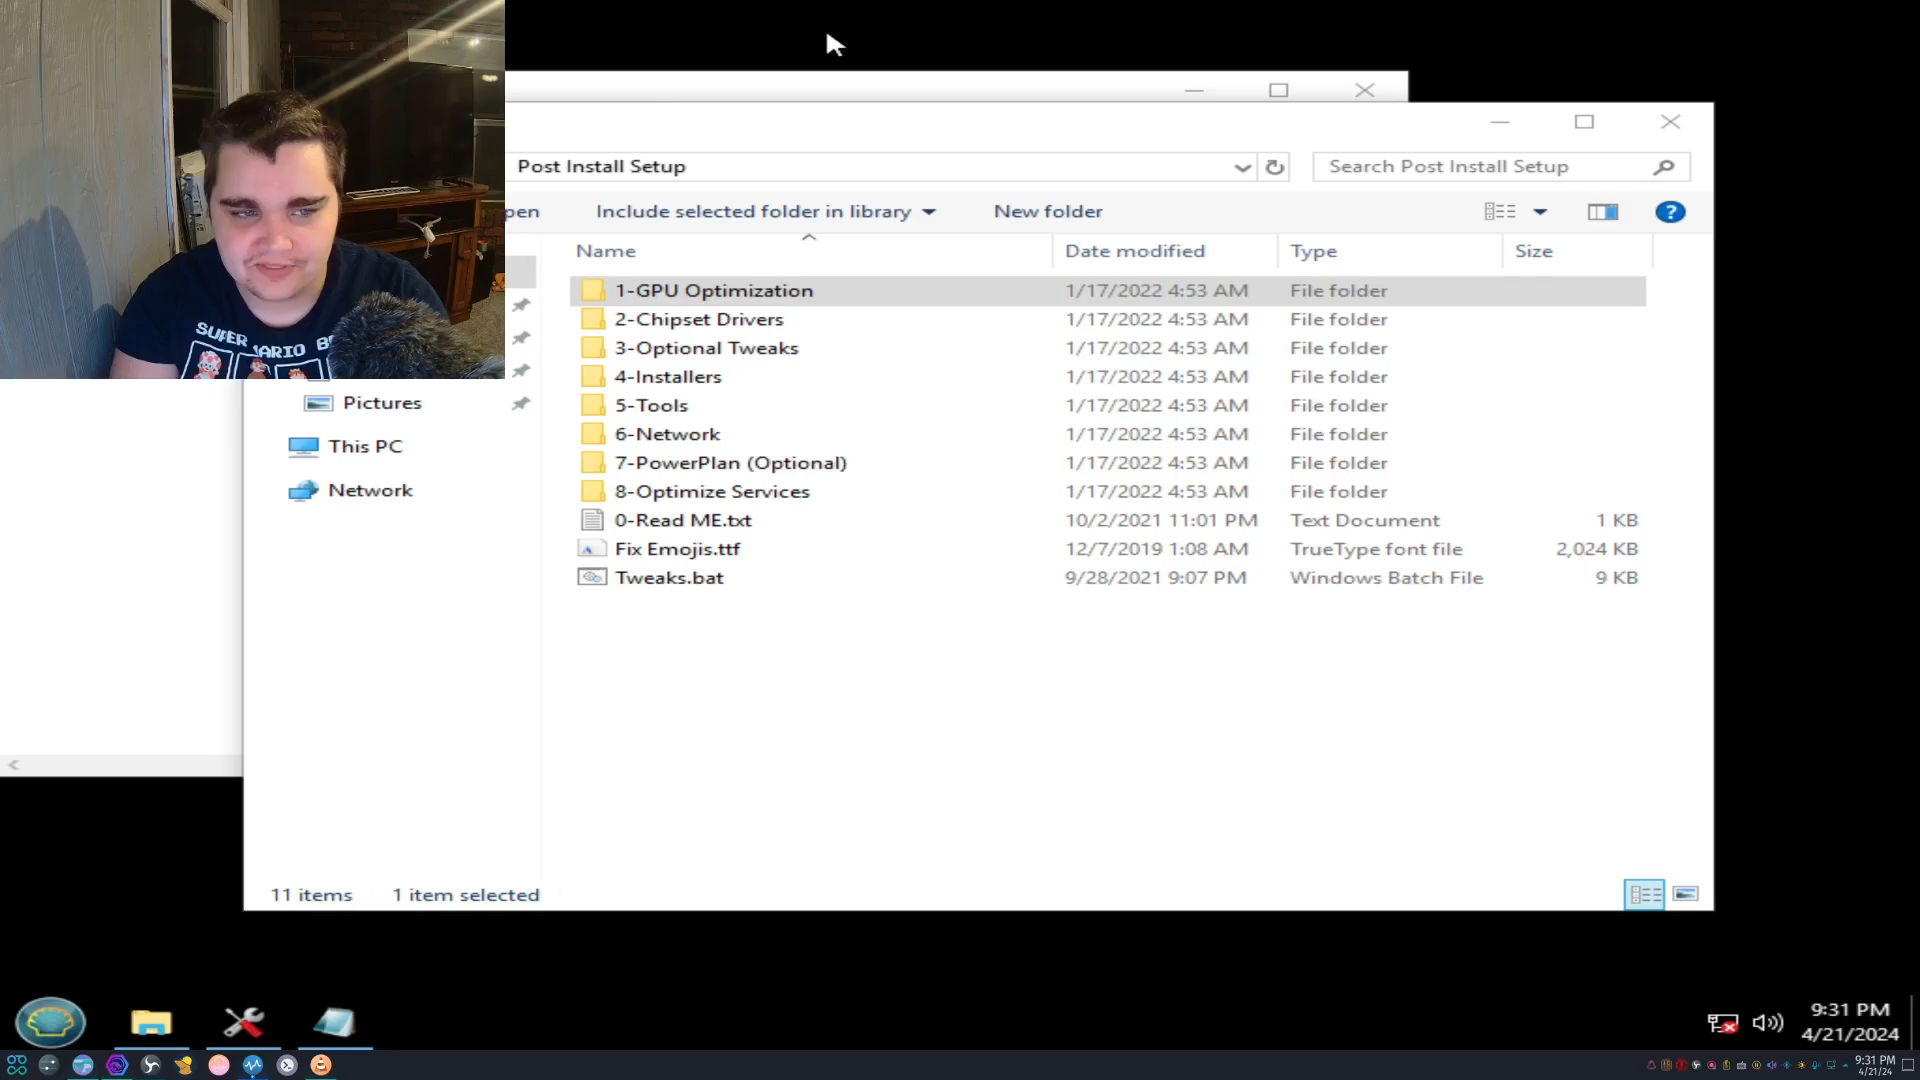 SUPER MARIO B
Post Install Setup
Search Post Install Setup
pen
Include selected folder in library
New folder
Name
Date modified
Type
Size
1-GPU Optimization 1/17/2022 4:53 AM File folder
2-Chipset Drivers 1/17/2022 4:53 AM File folder
3-Optional Tweaks 1/17/2022 4:53 AM File folder
4-Installers 1/17/2022 4:53 AM File folder
5-Tools 1/17/2022 4:53 AM File folder
6-Network 1/17/2022 4:53 AM File folder
7-PowerPlan (Optional) 1/17/2022 4:53 AM File folder
8-Optimize Services 1/17/2022 4:53 AM File folder
0-Read ME.txt 10/2/2021 11:01 PM Text Document 1 KB
Fix Emojis.ttf 12/7/2019 1:08 AM TrueType font file 2,024 KB
Tweaks.bat 9/28/2021 9:07 PM Windows Batch File 9 KB
Pictures
This PC
Network
11 items 1 item selected
9:31 PM
4/21/2024
9:31 PM
4/21/24